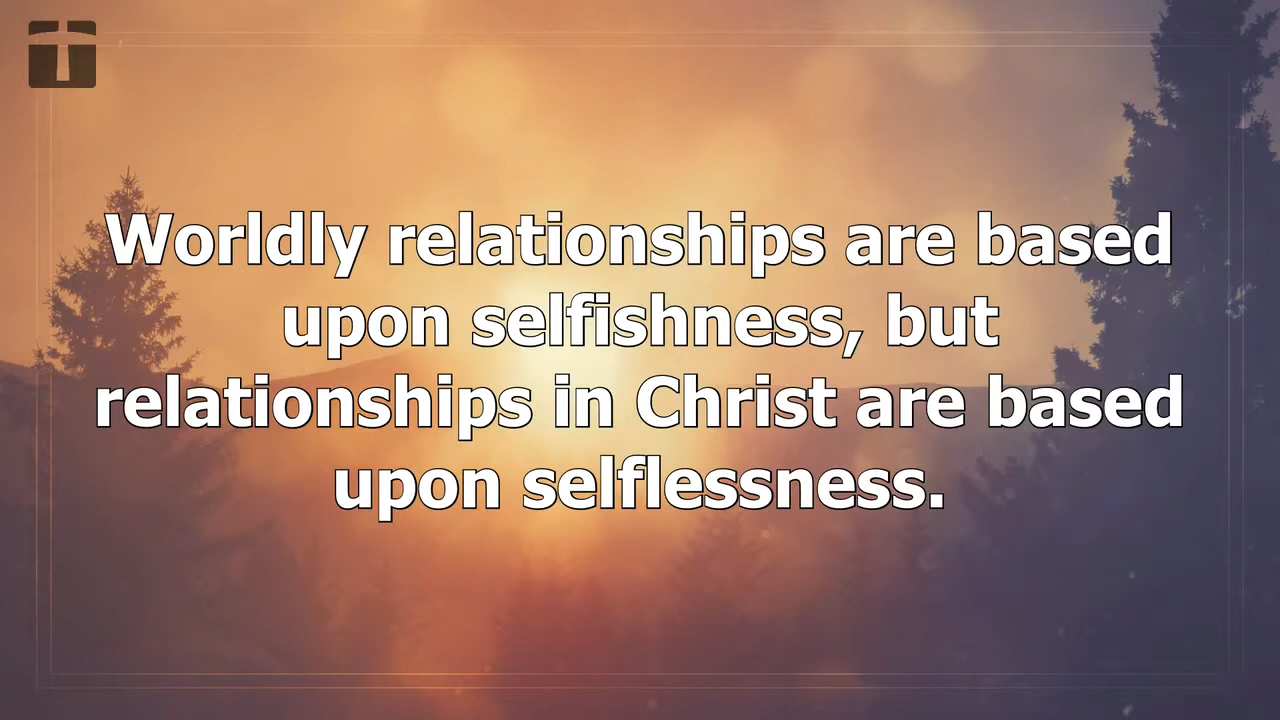 Worldly relationships are based
upon selfishness, but
relationships in Christ are based
upon selflessness.